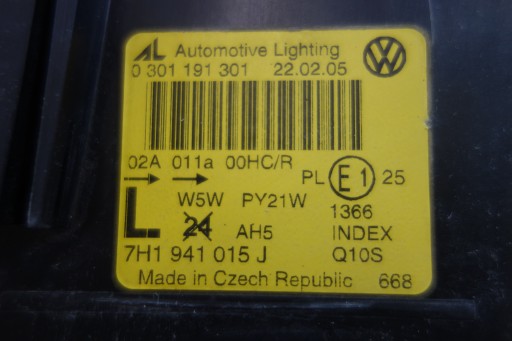 AL Automotive Lighting
0 301 191 301 22.02.05
02A 011a 00HC/R
PL E1 25
L W5W PY21W 1366
24 AH5 INDEX
7H1 941 015 J Q10S
Made in Czech Republic 668